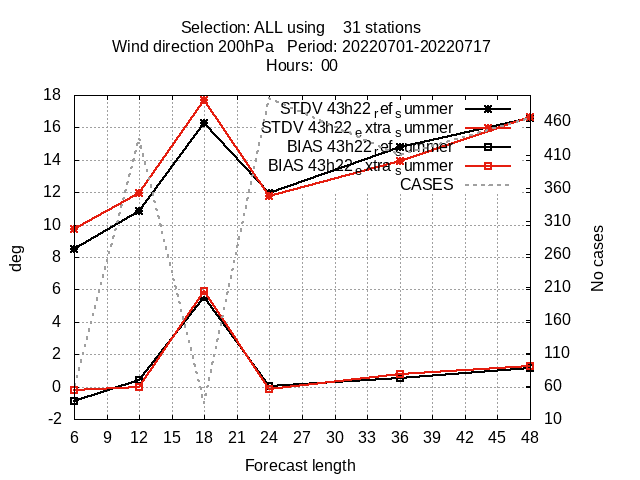 Selection: ALL using    31 stations
Wind direction 200hPa   Period: 20220701-20220717
Hours:  00
18
STDV 43h22_ref_summer
460
16
STDV 43h22_extra_summer
410
BIAS 43h22_ref_summer
14
BIAS 43h22_extra_summer
360
12
CASES
310
10
260
8
210
6
160
4
110
2
60
0
10
-2
deg
No cases
6 9 12 15 18 21 24 27 30 33 36 39 42 45 48
Forecast length